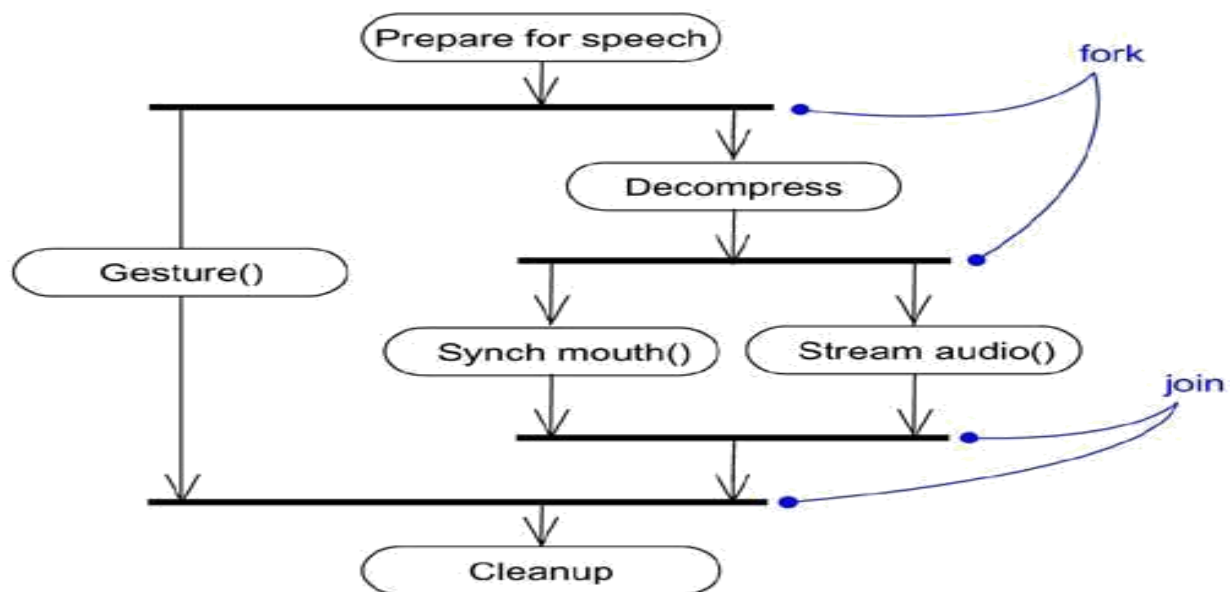 Prepare for speech
fork
Decompress
Gesture()
Synch mouth()
Stream audio()
join
Cleanup